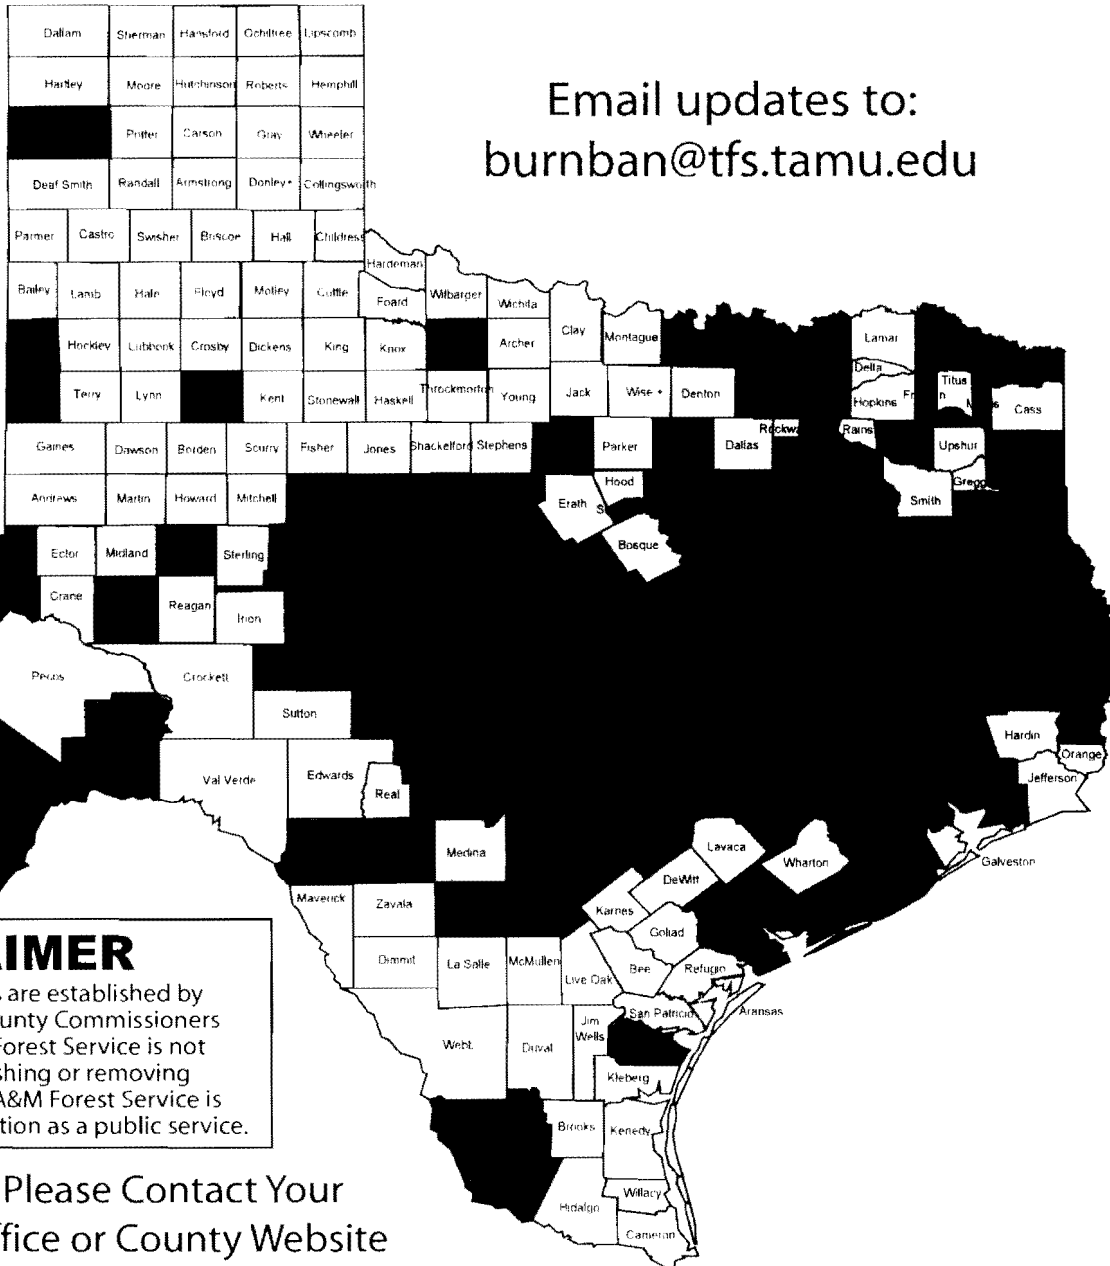 Email updates to:
burnban@tfs.tamu.edu
Dallam Sherman Hansford Ochiltree Lipscomb
Hartley Moore Hutchinson Roberts Hemphill
Potter Carson Gray Wheeler
Deaf Smith Randall Armstrong Donley Collingsworth
Parmer Castro Swisher Briscoe Hall Childress
Hardeman
Bailey Lamb Hale Floyd Motley Cottle Foard Wilbarger Wichita
Clay Montague Lamar
Hockley Lubbock Crosby Dickens King Knox Archer
Delta
Terry Lynn Kent Stonewall Haskell Throckmorton Young Jack Wise Denton Hopkins Fr n Titus M s Cass
Rockwa Rains
Gaines Dawson Borden Scurry Fisher Jones Shackelford Stephens Parker Dallas Upshur
Gregg
Andrews Martin Howard Mitchell Hood Erath S Smith
Ector Midland Sterling Bosque
Crane Reagan Irion
Pecos Crockett
Sutton
Hardin Orange
Val Verde Edwards Real Jefferson
Medina Lavaca Wharton Galveston
DeWitt
Maverick Zavala Karnes
Goliad
Dimmit La Salle McMullen Live Oak Bee Refugio
San Patricio Aransas
Jim
Wells
Webb Duval
Kleberg
Brooks Kenedy
Willacy
Hidalgo
Cameron
AIMER
s are established by
unty Commissioners
Forest Service is not
shing or removing
A&M Forest Service is
tion as a public service.
Please Contact Your
ffice or County Website